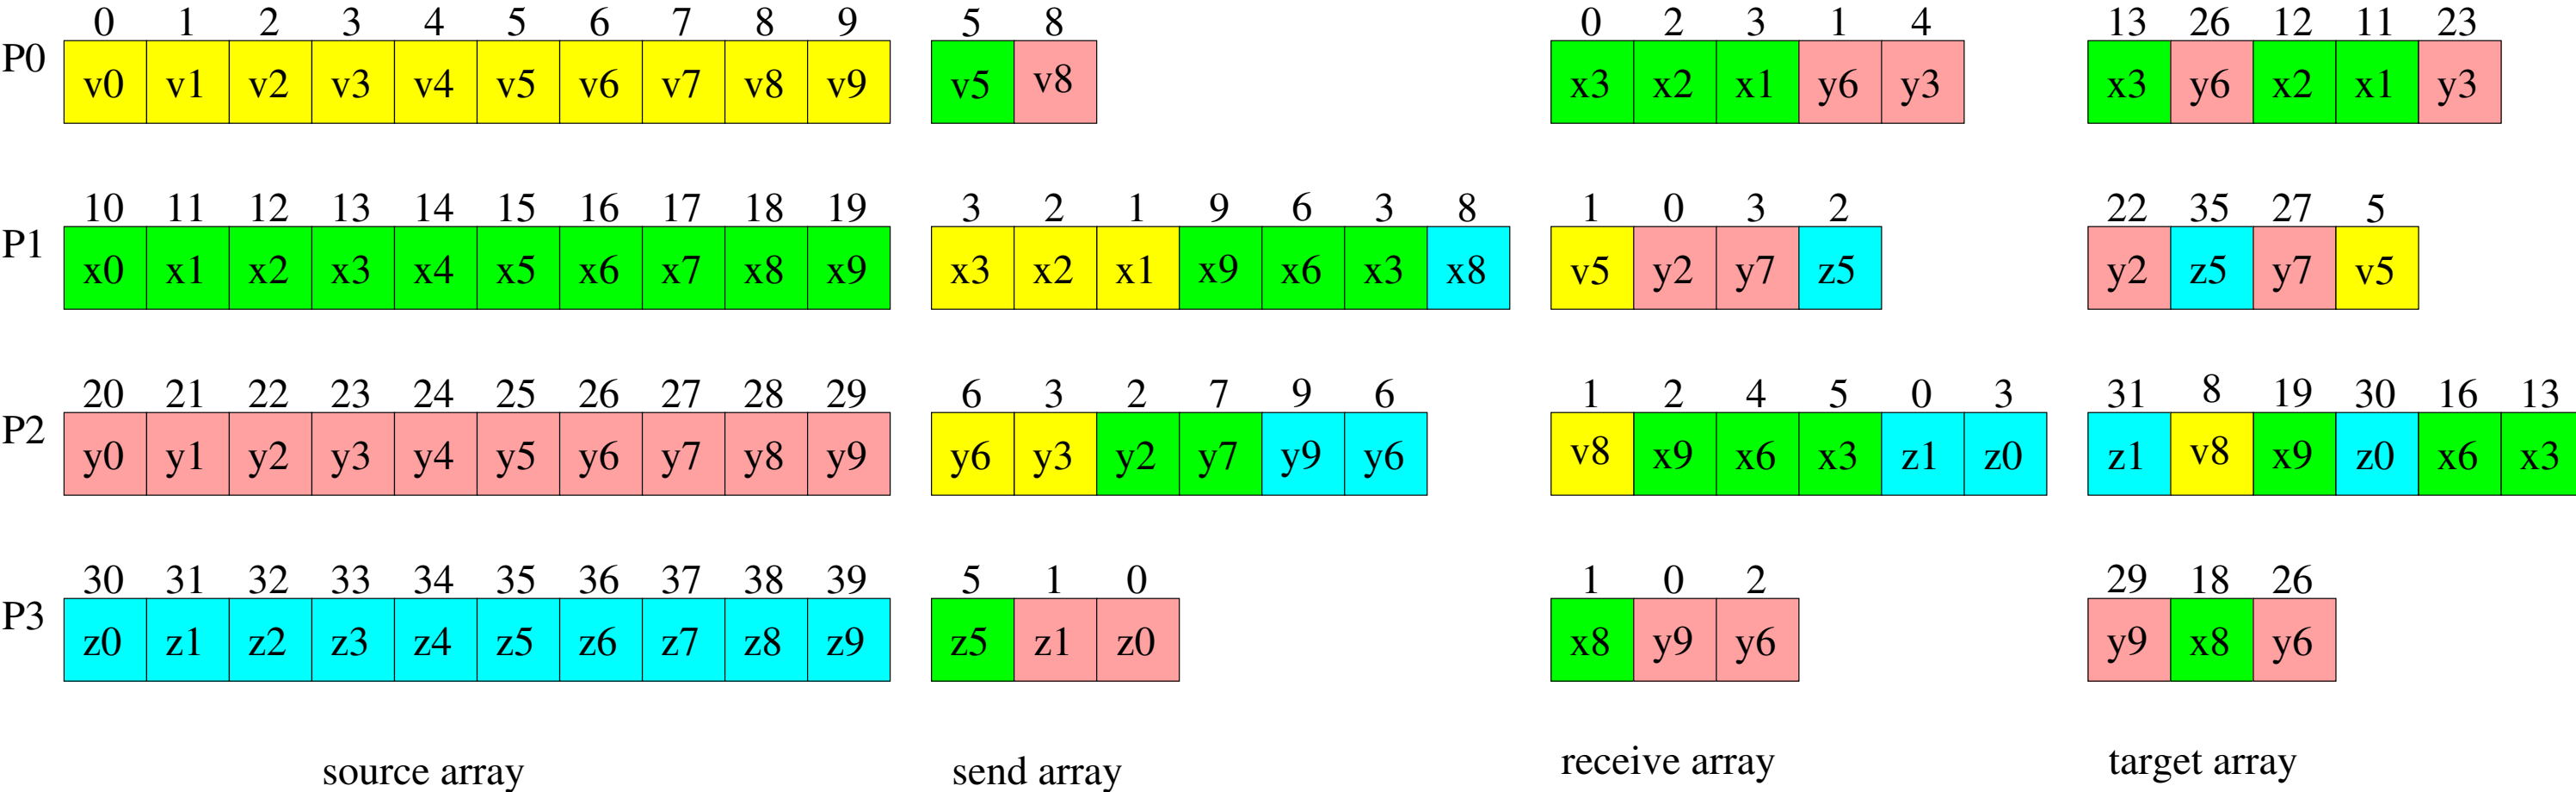 0 1 2 3 4 5 6 7 8 9 5 8 0 2 3 1 4 13 26 12 11 23
P0 v0 v1 v2 v3 v4 v5 v6 v7 v8 v9 v5 v8 x3 x2 x1 y6 y3 x3 y6 x2 x1 y3
10 11 12 13 14 15 16 17 18 19 3 2 1 9 6 3 8 1 0 3 2 22 35 27 5
P1 x0 x1 x2 x3 x4 x5 x6 x7 x8 x9 x3 x2 x1 x9 x6 x3 x8 v5 y2 y7 z5 y2 z5 y7 v5
20 21 22 23 24 25 26 27 28 29 6 3 2 7 9 6 1 2 4 5 0 3 31 8 19 30 16 13
P2 y0 y1 y2 y3 y4 y5 y6 y7 y8 y9 y6 y3 y2 y7 y9 y6 v8 x9 x6 x3 z1 z0 z1 v8 x9 z0 x6 x3
30 31 32 33 34 35 36 37 38 39 5 1 0 1 0 2 29 18 26
P3 z0 z1 z2 z3 z4 z5 z6 z7 z8 z9 z5 z1 z0 x8 y9 y6 y9 x8 y6
source array send array receive array target array